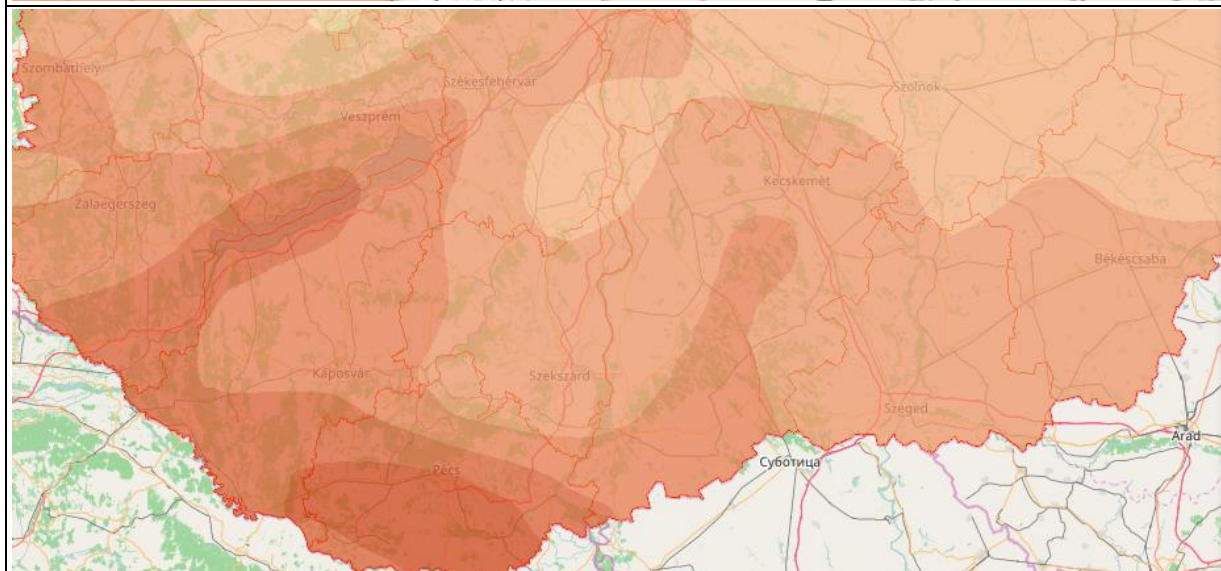 Szombathely
Székesfehérvár
Szolnok
Veszprém
Kecskemét
Zalaegerszeg
Békéscsaba
Kaposvár
Szekszárd
Szeged
Arad
Суботица
Pécs